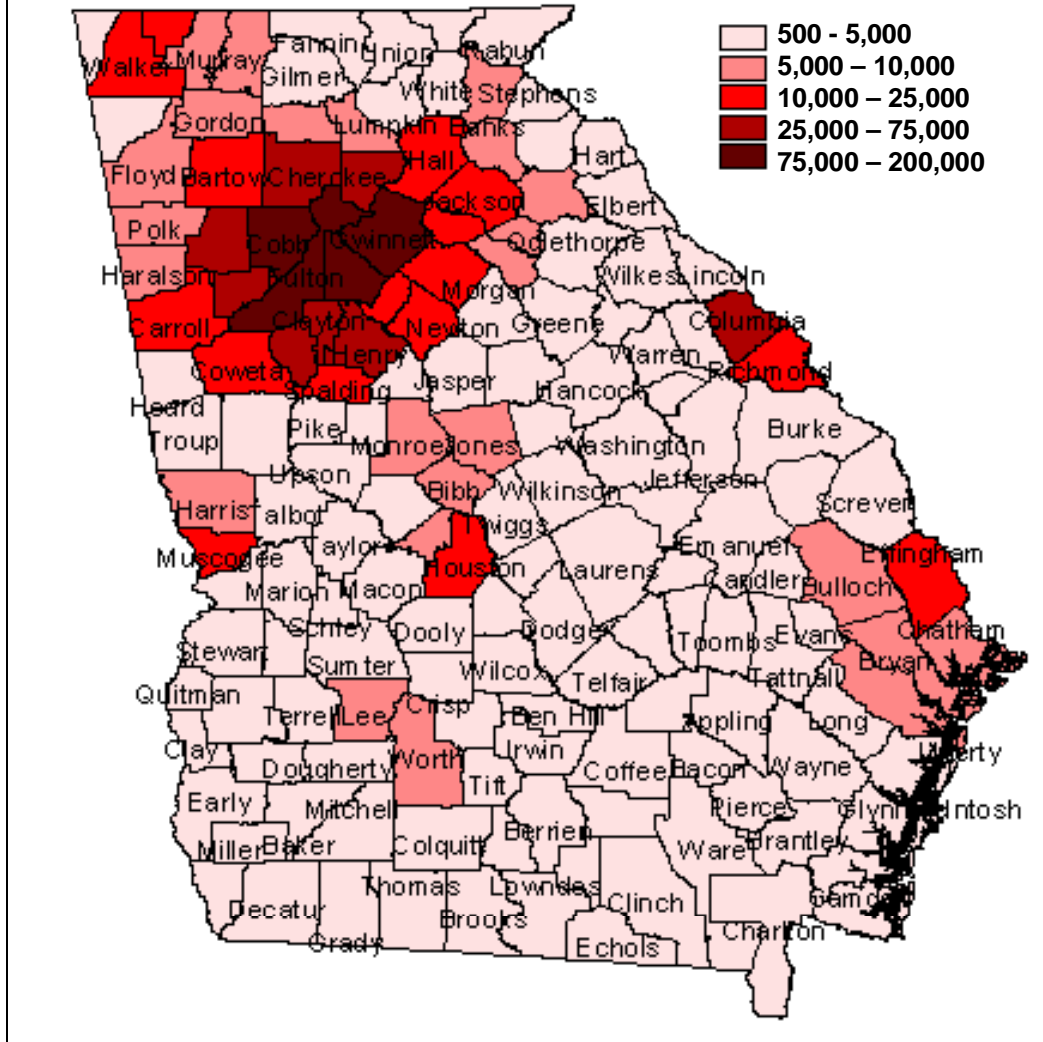 500 - 5,000
5,000 – 10,000
10,000 – 25,000
25,000 – 75,000
75,000 – 200,000
Fannin
Union
Rabun
Walker
Murray
Gilmer
White
Stephens
Gordon
Lumpkin
Banks
Hall
Hart
Floyd
Bartow
Cherokee
Jackson
Elbert
Polk
Cobb
Gwinnett
Oglethorpe
Haralson
Fulton
Morgan
Wilkes
Lincoln
Carroll
Clayton
Newton
Greene
Columbia
Henry
Warren
Coweta
Spalding
Jasper
Hancock
Richmond
Heard
Troup
Pike
Monroe
Jones
Washington
Burke
Upson
Bibb
Wilkinson
Jefferson
Harris
Talbot
Twiggs
Screven
Muscogee
Taylor
Houston
Laurens
Emanuel
Effingham
Marion
Macon
Candler
Bulloch
Schley
Dooly
Dodge
Toombs
Evans
Chatham
Stewart
Sumter
Wilcox
Telfair
Tattnall
Bryan
Quitman
Terrell
Lee
Crisp
Ben Hill
Appling
Long
Clay
Dougherty
Worth
Irwin
Coffee
Bacon
Wayne
Liberty
Early
Mitchell
Tift
Pierce
Glynn
Intosh
Miller
Baker
Colquitt
Berrien
Ware
Brantley
Thomas
Lowndes
Clinch
Camden
Decatur
Brooks
Charlton
Grady
Echols